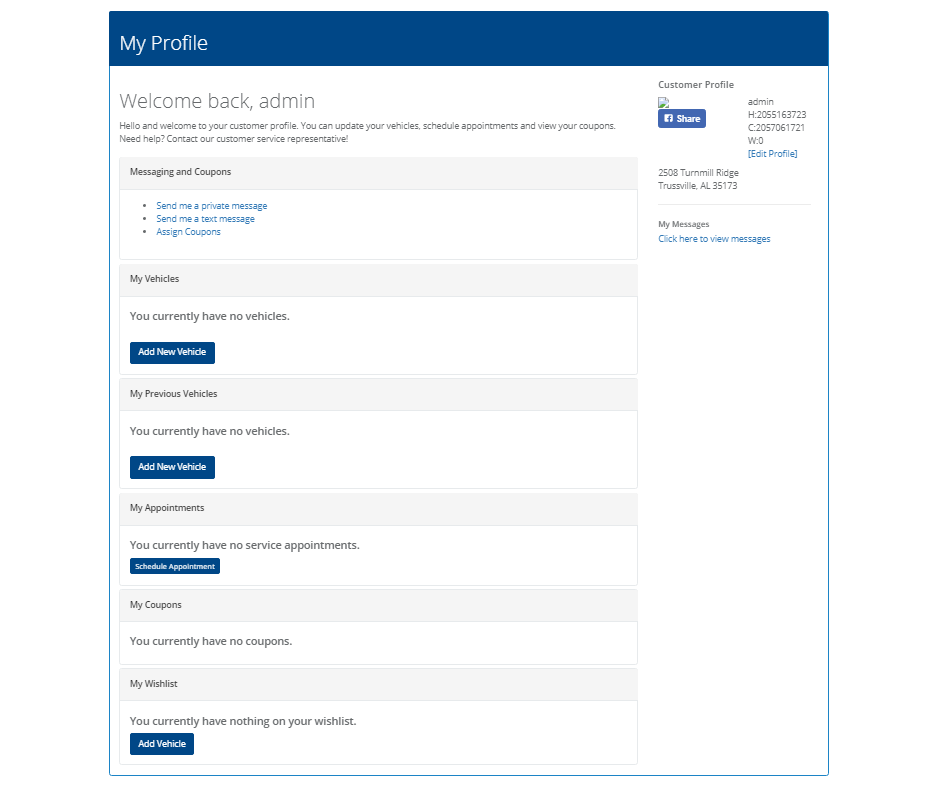 My Profile
Welcome back, admin
Hello and welcome to your customer profile. You can update your vehicles, schedule appointments and view your coupons.
Need help? Contact our customer service representative!
Messaging and Coupons
Send me a private message
Send me a text message
Assign Coupons
My Vehicles
You currently have no vehicles.
Add New Vehicle
My Previous Vehicles
You currently have no vehicles.
Add New Vehicle
My Appointments
You currently have no service appointments.
Schedule Appointment
My Coupons
You currently have no coupons.
My Wishlist
You currently have nothing on your wishlist.
Add Vehicle
Customer Profile
Share
admin
H:2055163723
C:2057061721
W:0
[Edit Profile]
2508 Turnmill Ridge
Trussville, AL 35173
My Messages
Click here to view messages